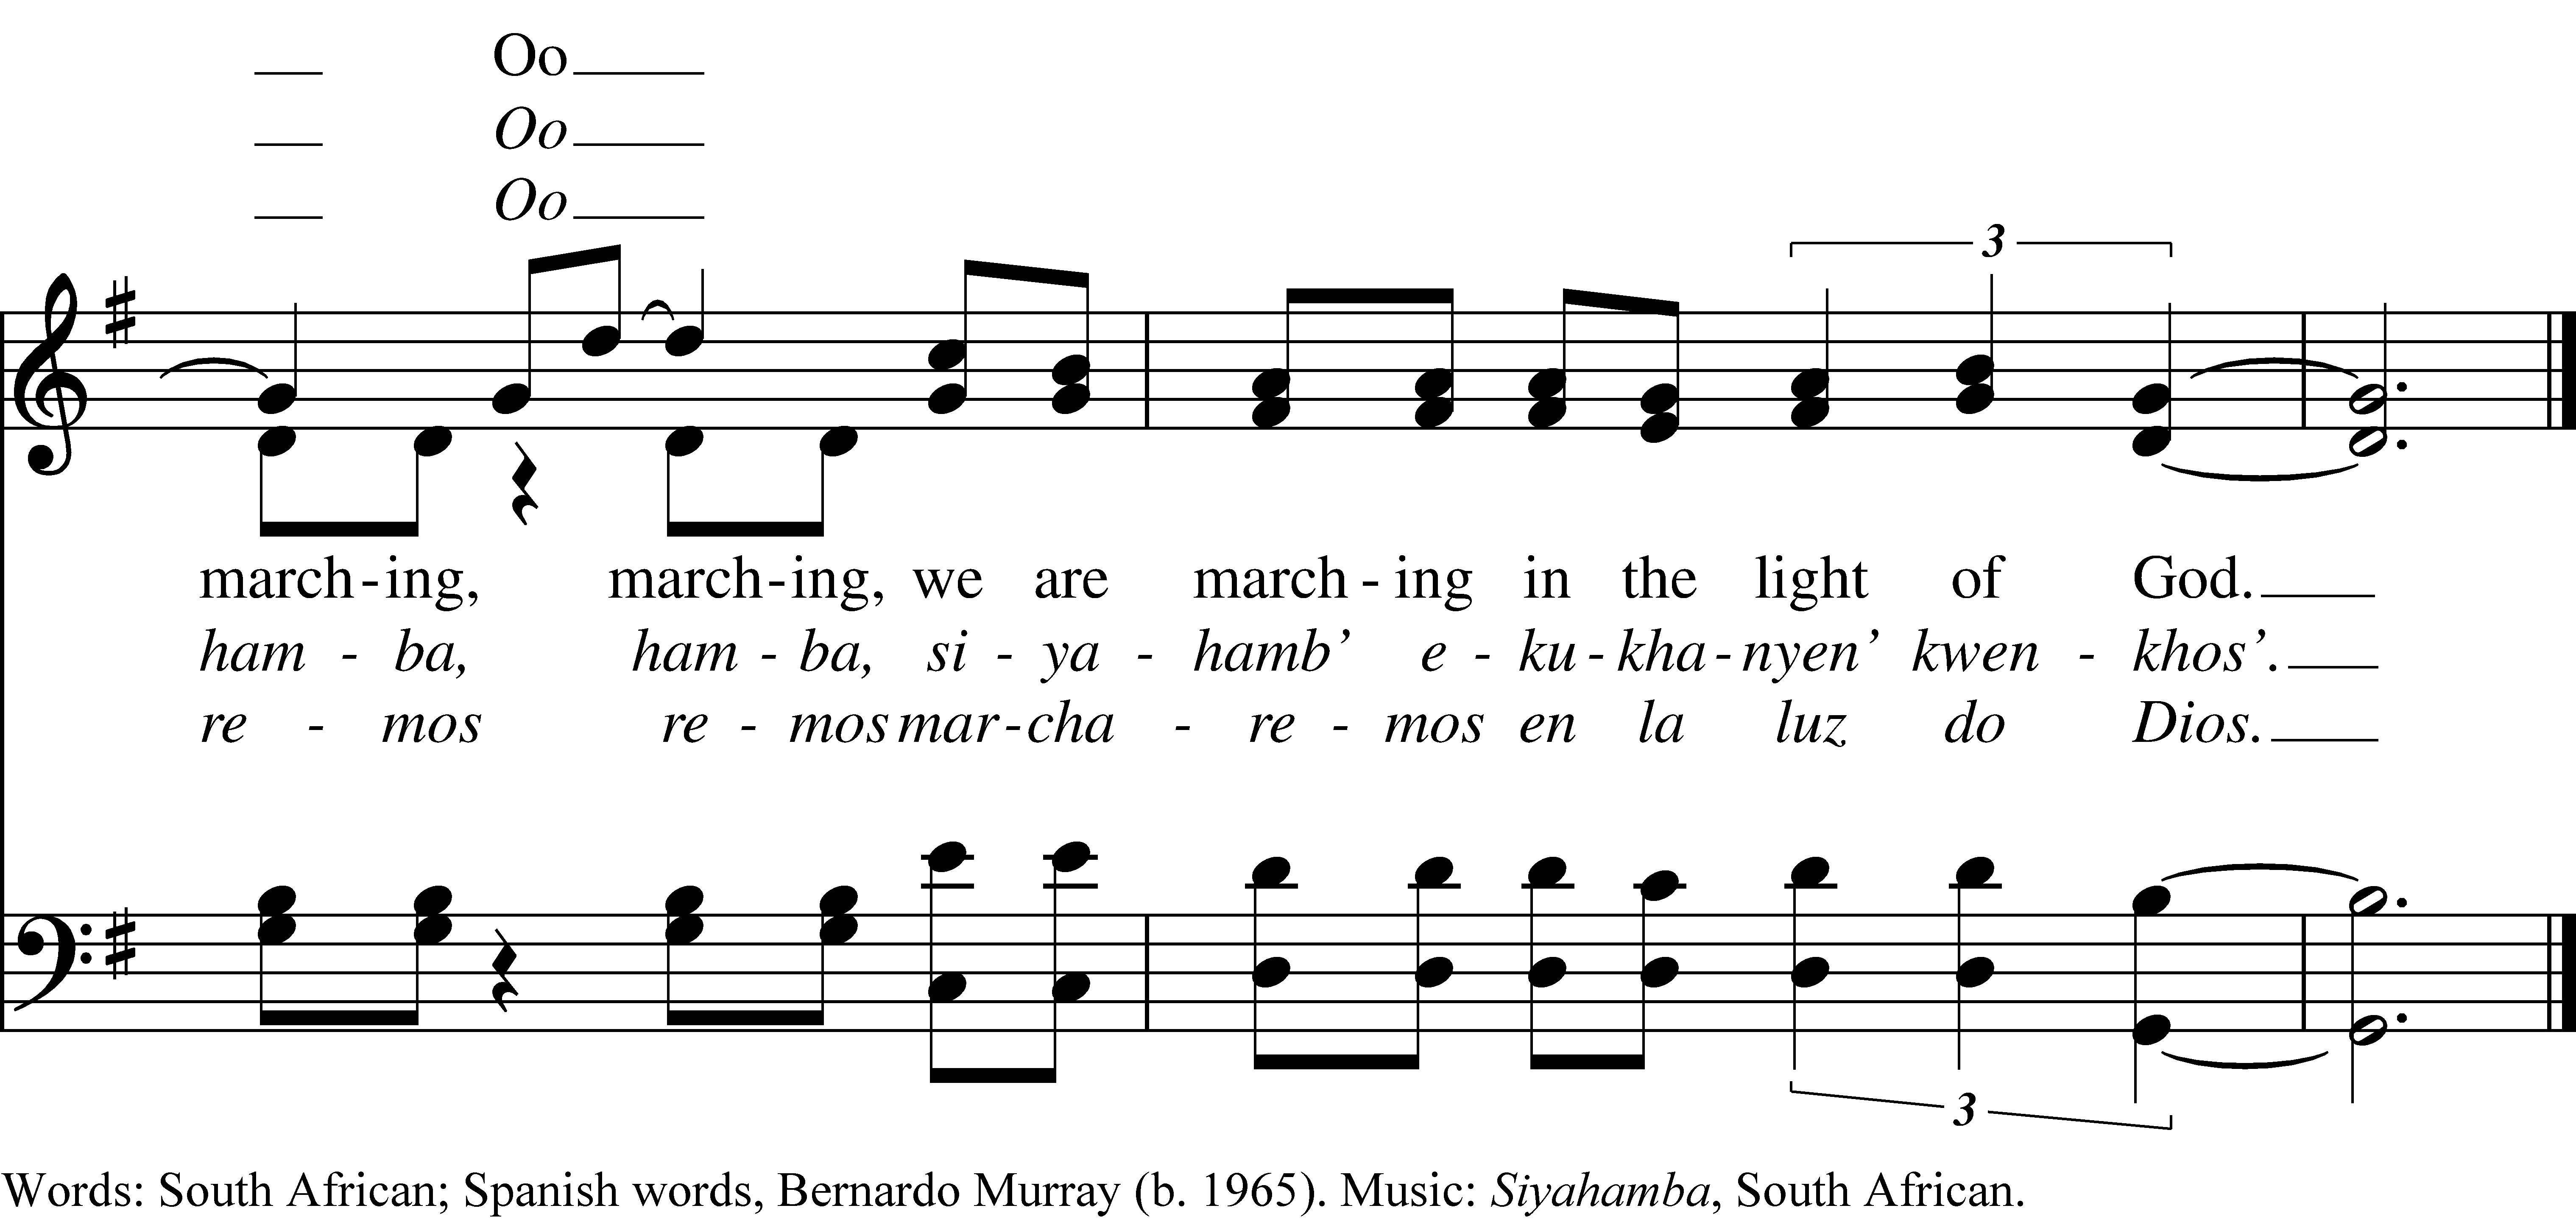 Oo
Oo
Oo
3
march-ing, march-ing, we are march - ing in the light of God.
ham - ba, ham - ba, si - ya - hamb’ e - ku - kha - nyen’ kwen - khos’.
re - mos re - mos mar-cha - re - mos en la luz do Dios.
3
Words: South African; Spanish words, Bernardo Murray (b. 1965). Music: Siyahamba, South African.